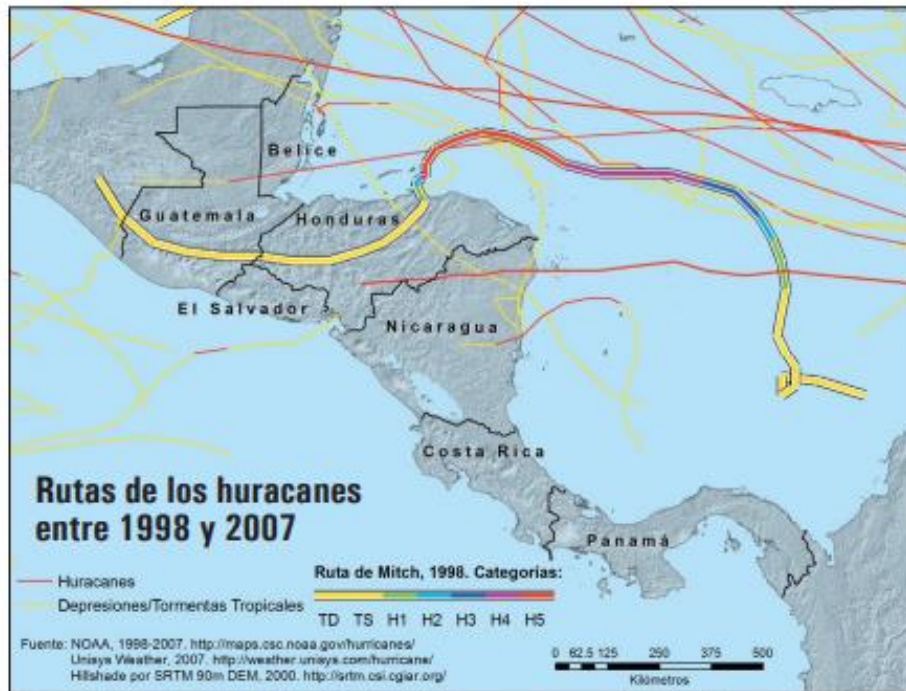 Belice
Guatemala
Honduras
El Salvador
Nicaragua
Costa Rica
Panamá
Rutas de los huracanes
entre 1998 y 2007
Huracanes
Depresiones/Tormentas Tropicales
Ruta de Mitch, 1998. Categorías:
TD TS H1 H2 H3 H4 H5
Fuente: NOAA, 1998-2007. http://maps.csc.noaa.gov/hurricanes/
Unisys Weather, 2007. http://weather.unisys.com/hurricane/
Hillshade por SRTM 90m DEM, 2000. http://srtm.csi.cgiar.org/
0 62.5 125 250 375 500
Kilómetros